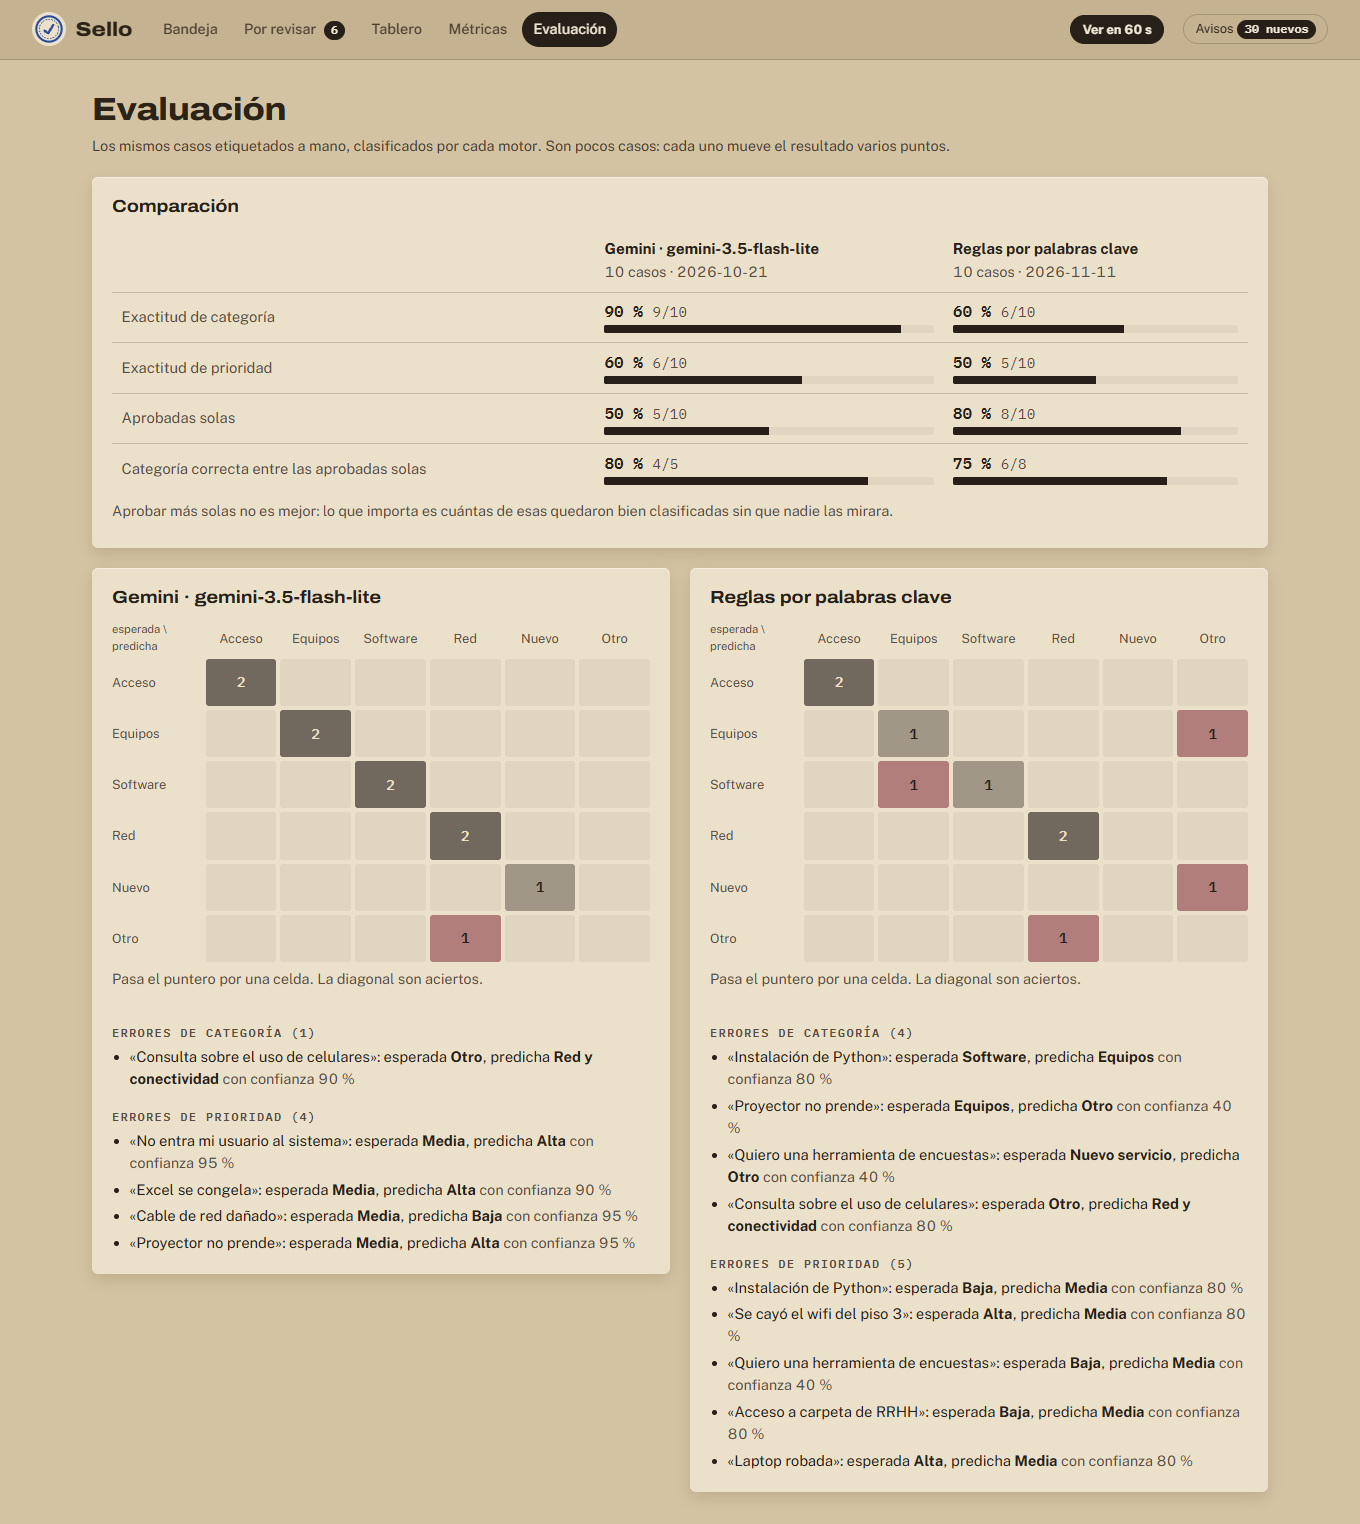 Sello
Bandeja
Por revisar 6
Tablero
Métricas
Evaluación
Ver en 60 s
Avisos 30 nuevos
Evaluación
Los mismos casos etiquetados a mano, clasificados por cada motor. Son pocos casos: cada uno mueve el resultado varios puntos.
Comparación
Gemini · gemini-3.5-flash-lite
10 casos · 2026-10-21
Reglas por palabras clave
10 casos · 2026-11-11
Exactitud de categoría
90 % 9/10
60 % 6/10
Exactitud de prioridad
60 % 6/10
50 % 5/10
Aprobadas solas
50 % 5/10
80 % 8/10
Categoría correcta entre las aprobadas solas
80 % 4/5
75 % 6/8
Aprobar más solas no es mejor: lo que importa es cuántas de esas quedaron bien clasificadas sin que nadie las mirara.
Gemini · gemini-3.5-flash-lite
esperada \
predicha
Acceso Equipos Software Red Nuevo Otro
Acceso 2
Equipos 2
Software 2
Red 2
Nuevo 1
Otro 1
Pasa el puntero por una celda. La diagonal son aciertos.
ERRORES DE CATEGORÍA (1)
• «Consulta sobre el uso de celulares»: esperada Otro, predicha Red y
conectividad con confianza 90 %
ERRORES DE PRIORIDAD (4)
• «No entra mi usuario al sistema»: esperada Media, predicha Alta con
confianza 95 %
• «Excel se congela»: esperada Media, predicha Alta con confianza 90 %
• «Cable de red dañado»: esperada Media, predicha Baja con confianza 95 %
• «Proyector no prende»: esperada Media, predicha Alta con confianza 95 %
Reglas por palabras clave
esperada \
predicha
Acceso Equipos Software Red Nuevo Otro
Acceso 2
Equipos 1 1
Software 1 1
Red 2
Nuevo 1
Otro 1
Pasa el puntero por una celda. La diagonal son aciertos.
ERRORES DE CATEGORÍA (4)
• «Instalación de Python»: esperada Software, predicha Equipos con
confianza 80 %
• «Proyector no prende»: esperada Equipos, predicha Otro con confianza 40
%
• «Quiero una herramienta de encuestas»: esperada Nuevo servicio, predicha
Otro con confianza 40 %
• «Consulta sobre el uso de celulares»: esperada Otro, predicha Red y
conectividad con confianza 80 %
ERRORES DE PRIORIDAD (5)
• «Instalación de Python»: esperada Baja, predicha Media con confianza 80 %
• «Se cayó el wifi del piso 3»: esperada Alta, predicha Media con confianza 80
%
• «Quiero una herramienta de encuestas»: esperada Baja, predicha Media con
confianza 40 %
• «Acceso a carpeta de RRHH»: esperada Baja, predicha Media con confianza
80 %
• «Laptop robada»: esperada Alta, predicha Media con confianza 80 %